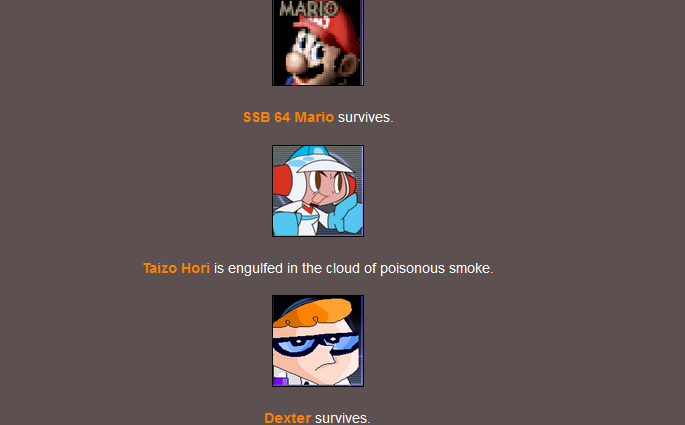 MARIO
SSB 64 Mario survives.
Taizo Hori is engulfed in the cloud of poisonous smoke.
Dexter survives.